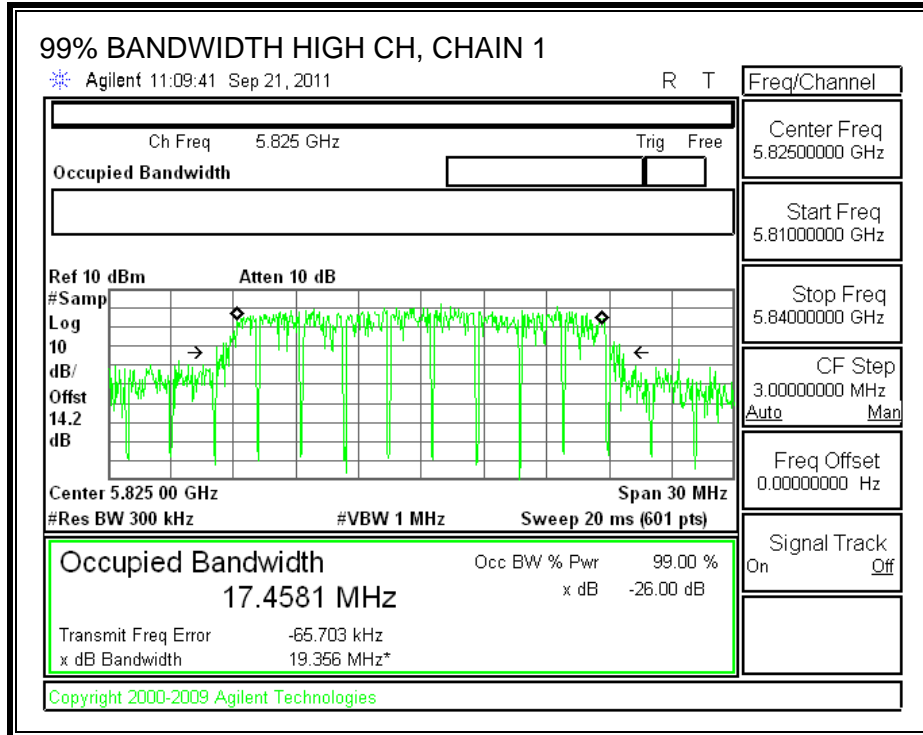 99% BANDWIDTH HIGH CH, CHAIN 1
Agilent 11:09:41 Sep 21, 2011 R T
Freq/Channel
Ch Freq 5.825 GHz Trig Free
Occupied Bandwidth
Center Freq
5.82500000 GHz
Start Freq
5.81000000 GHz
Stop Freq
5.84000000 GHz
CF Step
3.00000000 MHz
Auto Man
Freq Offset
0.00000000 Hz
Signal Track
On Off
Ref 10 dBm Atten 10 dB
#Samp
Log
10
dB/
Offst
14.2
dB
Center 5.825 00 GHz Span 30 MHz
#Res BW 300 kHz #VBW 1 MHz Sweep 20 ms (601 pts)
Occupied Bandwidth
17.4581 MHz
Occ BW % Pwr 99.00 %
x dB -26.00 dB
Transmit Freq Error -65.703 kHz
x dB Bandwidth 19.356 MHz*
Copyright 2000-2009 Agilent Technologies